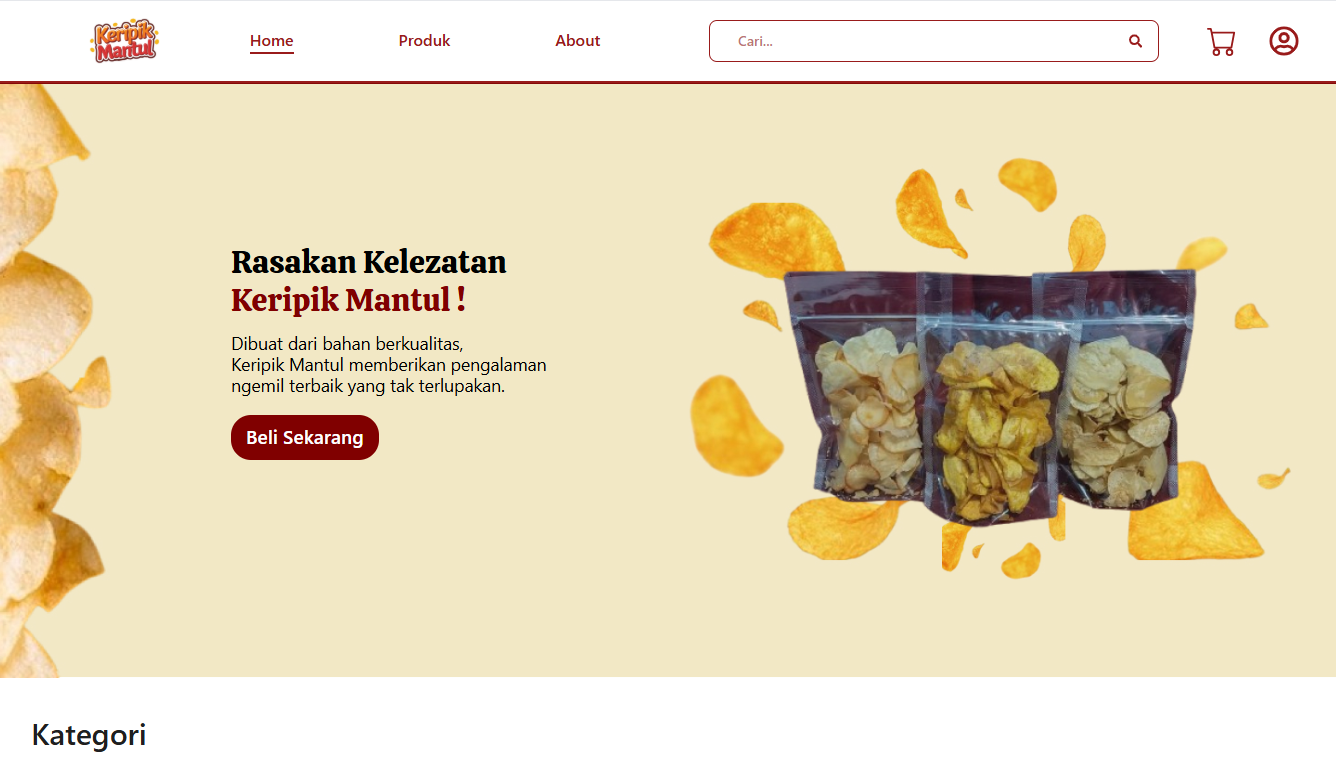 Keripik
Mantul
Home
Produk
About
Cari...
Rasakan Kelezatan
Keripik Mantul !
Dibuat dari bahan berkualitas,
Keripik Mantul memberikan pengalaman
ngemil terbaik yang tak terlupakan.
Beli Sekarang
Kategori